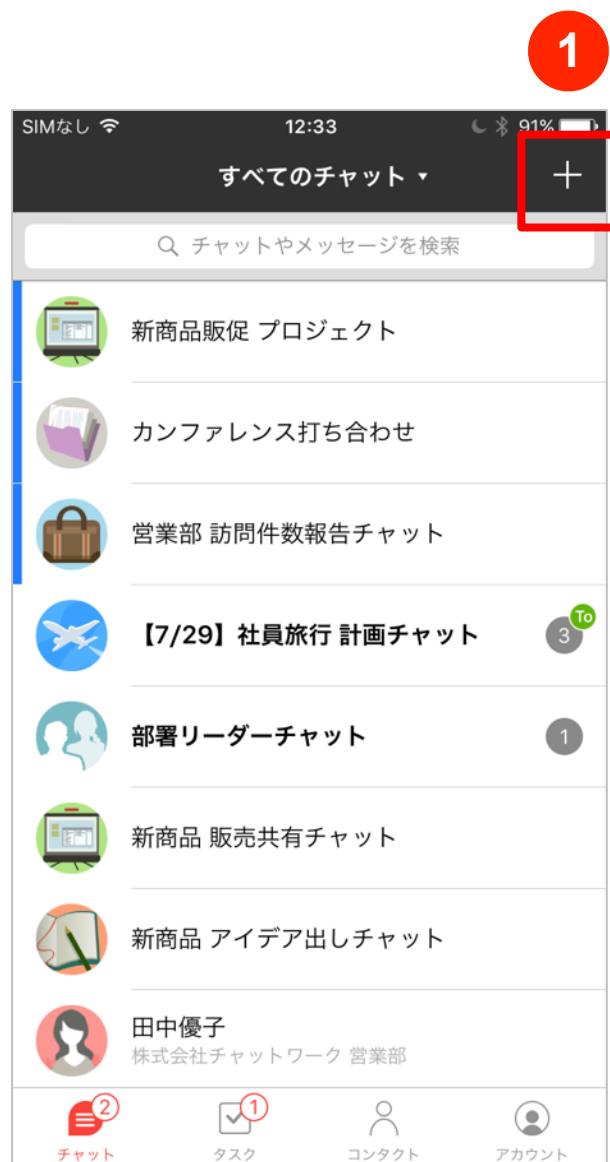 1
SIMなし 12:33 91%
すべてのチャット ▾ +
チャットやメッセージを検索
新商品販促 プロジェクト
カンファレンス打ち合わせ
営業部 訪問件数報告チャット
【7/29】社員旅行 計画チャット 3 To
部署リーダーチャット 1
新商品 販売共有チャット
新商品 アイデア出しチャット
田中優子
株式会社チャットワーク 営業部
2 1
チャット タスク コンタクト アカウント